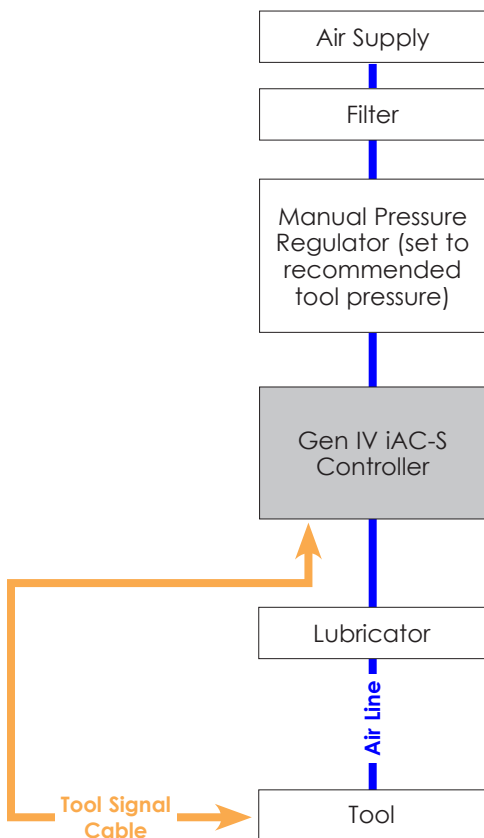 Air Supply
Filter
Manual Pressure
Regulator (set to
recommended
tool pressure)
Gen IV iAC-S
Controller
Lubricator
Air Line
Tool Signal
Cable
Tool